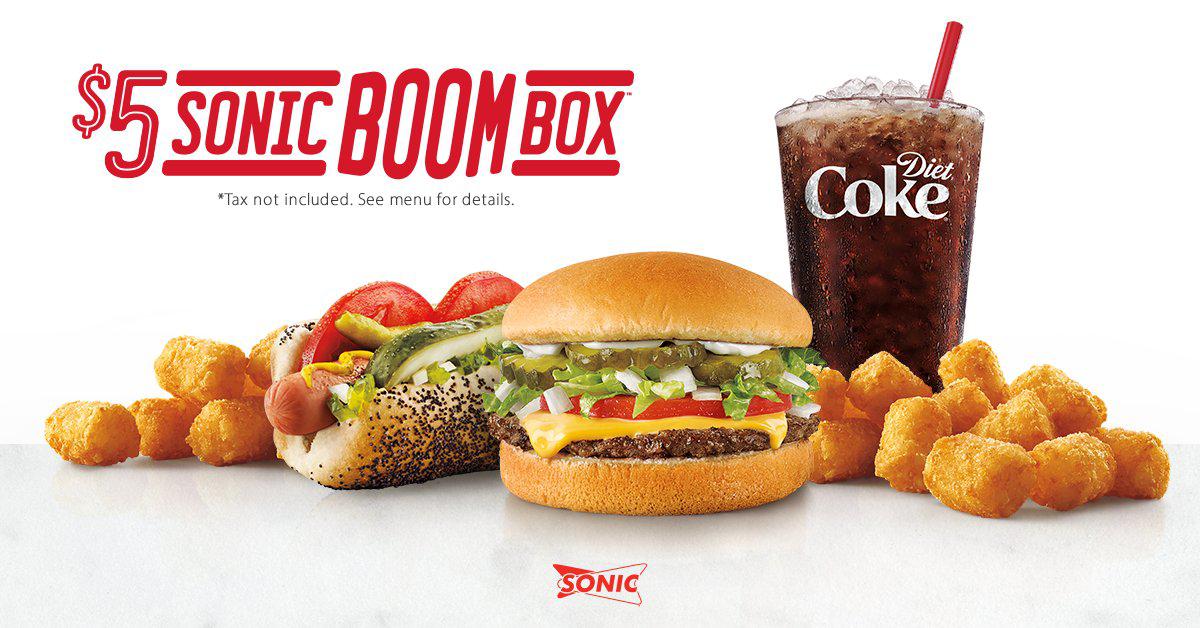 $5 SONIC BOOM BOX™
*Tax not included. See menu for details.
Diet
Coke®
SONIC